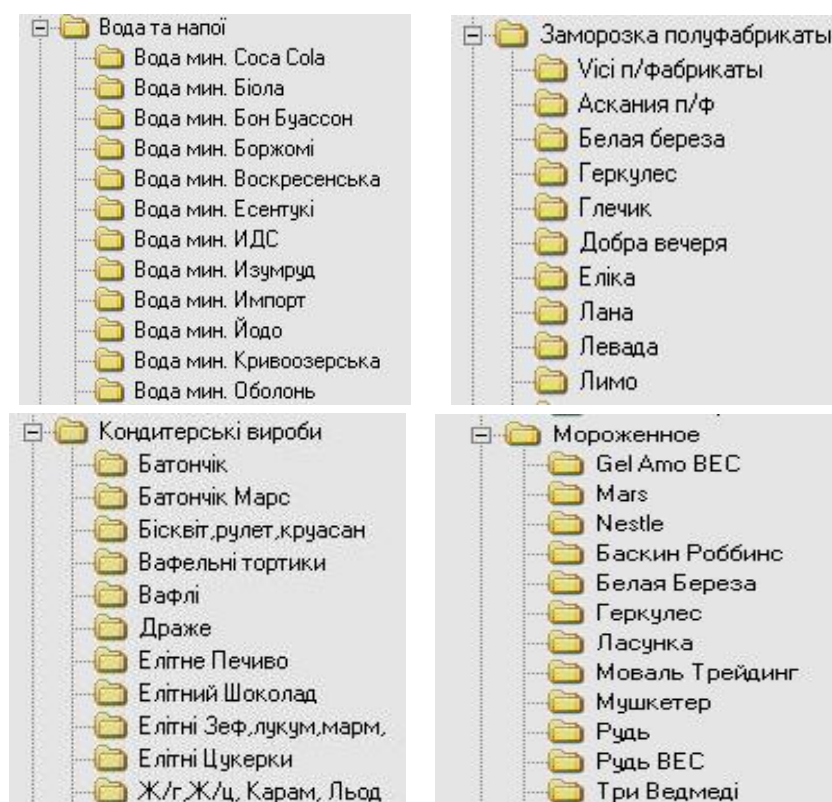 Вода та напої
Вода мин. Coca Cola
Вода мин. Біола
Вода мин. Бон Буассон
Вода мин. Боржомі
Вода мин. Воскресенська
Вода мин. Есентукі
Вода мин. ИДС
Вода мин. Изумруд
Вода мин. Импорт
Вода мин. Йодо
Вода мин. Кривоозерська
Вода мин. Оболонь
Заморозка полуфабрикаты
Vici п/фабрикаты
Аскания п/ф
Белая береза
Геркулес
Глечик
Добра вечеря
Еліка
Лана
Левада
Лимо
Кондитерські вироби
Батончік
Батончік Марс
Бісквіт,рулет,круасан
Вафельні тортики
Вафлі
Драже
Елітне Печиво
Елітний Шоколад
Елітні Зеф,лукум,марм,
Елітні Цукерки
Ж/г,Ж/ц, Карам, Льод
Мороженное
Gel Amo ВЕС
Mars
Nestle
Баскин Роббинс
Белая Береза
Геркулес
Ласунка
Моваль Трейдинг
Мушкетер
Рудь
Рудь ВЕС
Три Ведмеді